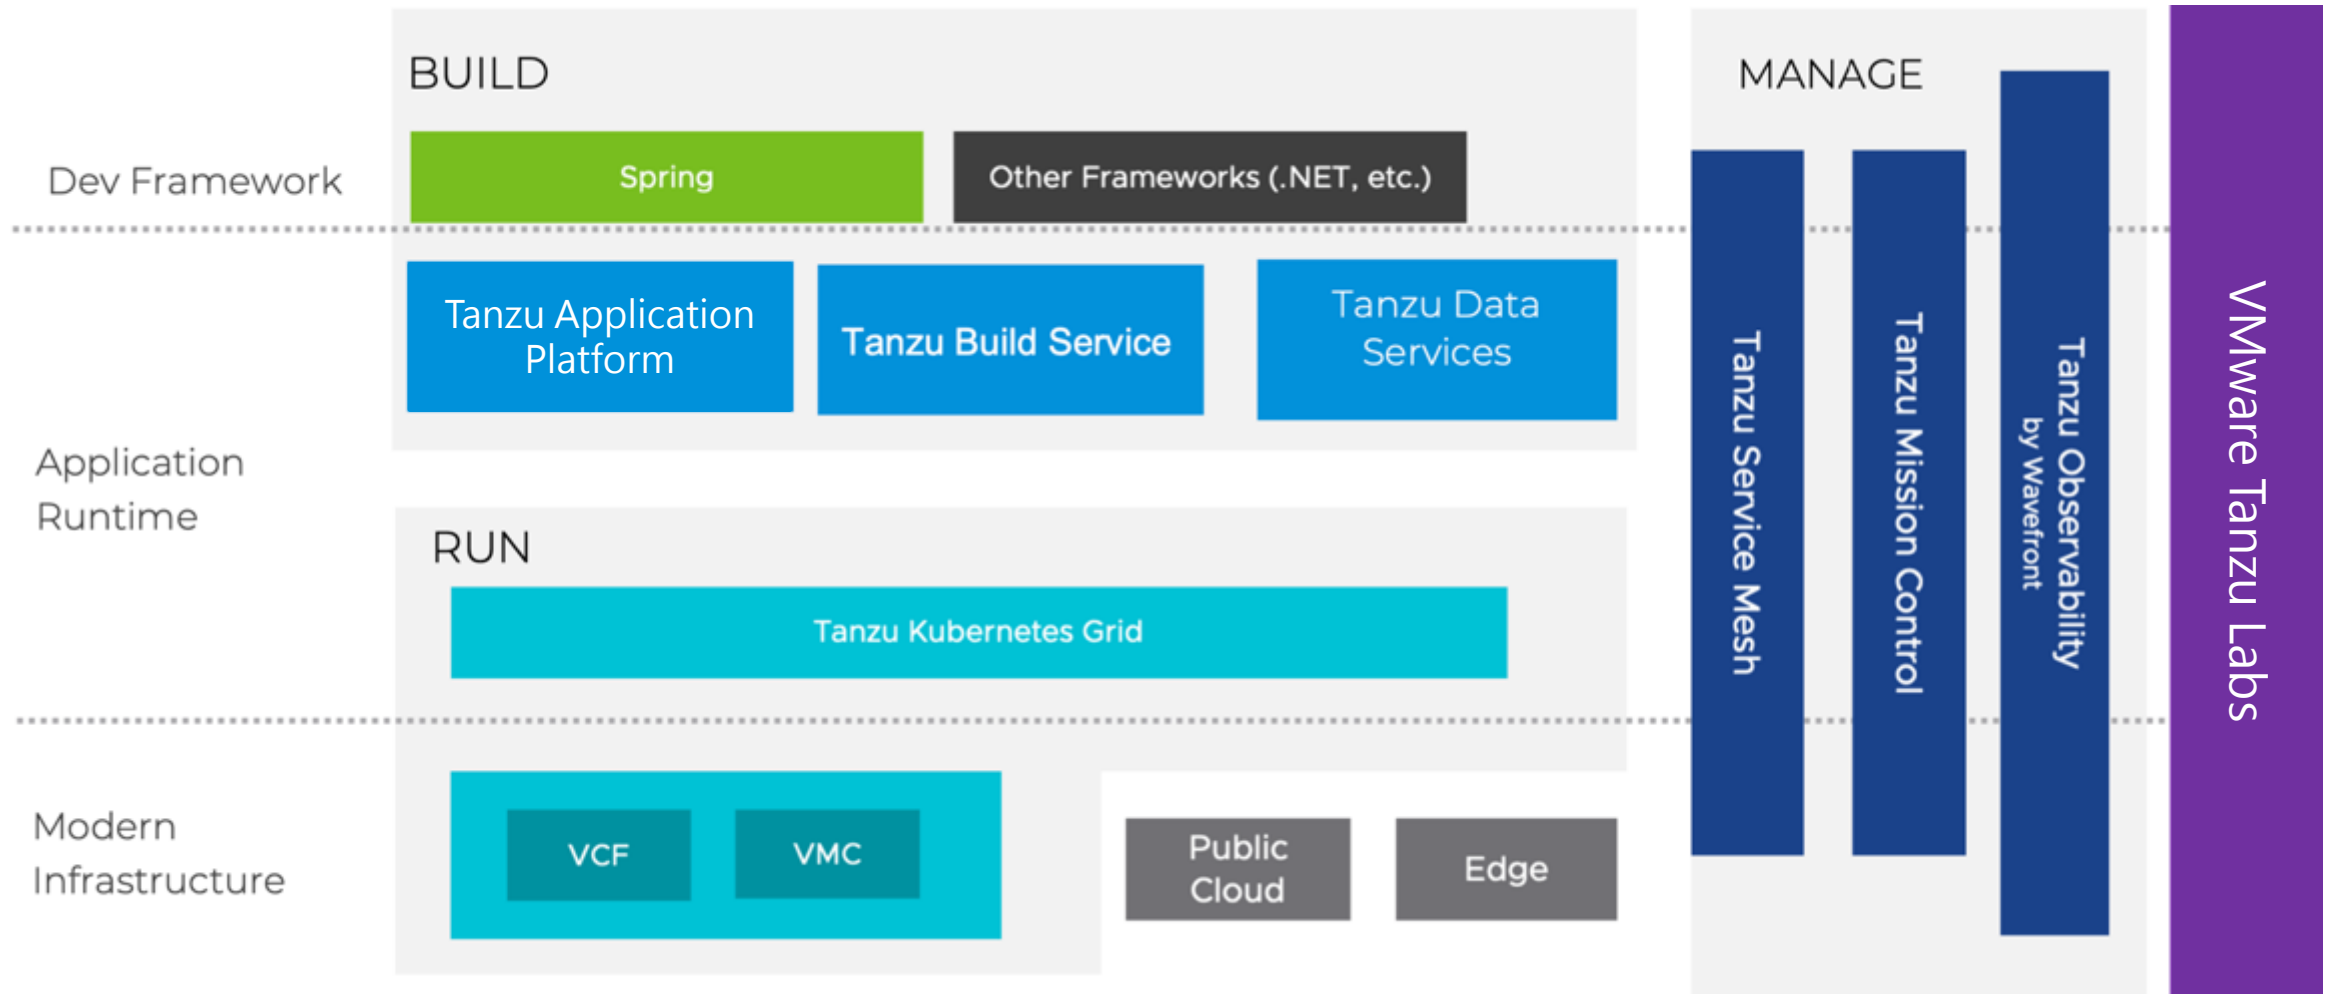 BUILD
MANAGE
Dev Framework
Spring
Other Frameworks (.NET, etc.)
Tanzu Application
Platform
Tanzu Build Service
Tanzu Data
Services
Application
Runtime
RUN
Tanzu Kubernetes Grid
Modern
Infrastructure
VCF
VMC
Public
Cloud
Edge
Tanzu Service Mesh
Tanzu Mission Control
Tanzu Observability
by Wavefront
VMware Tanzu Labs